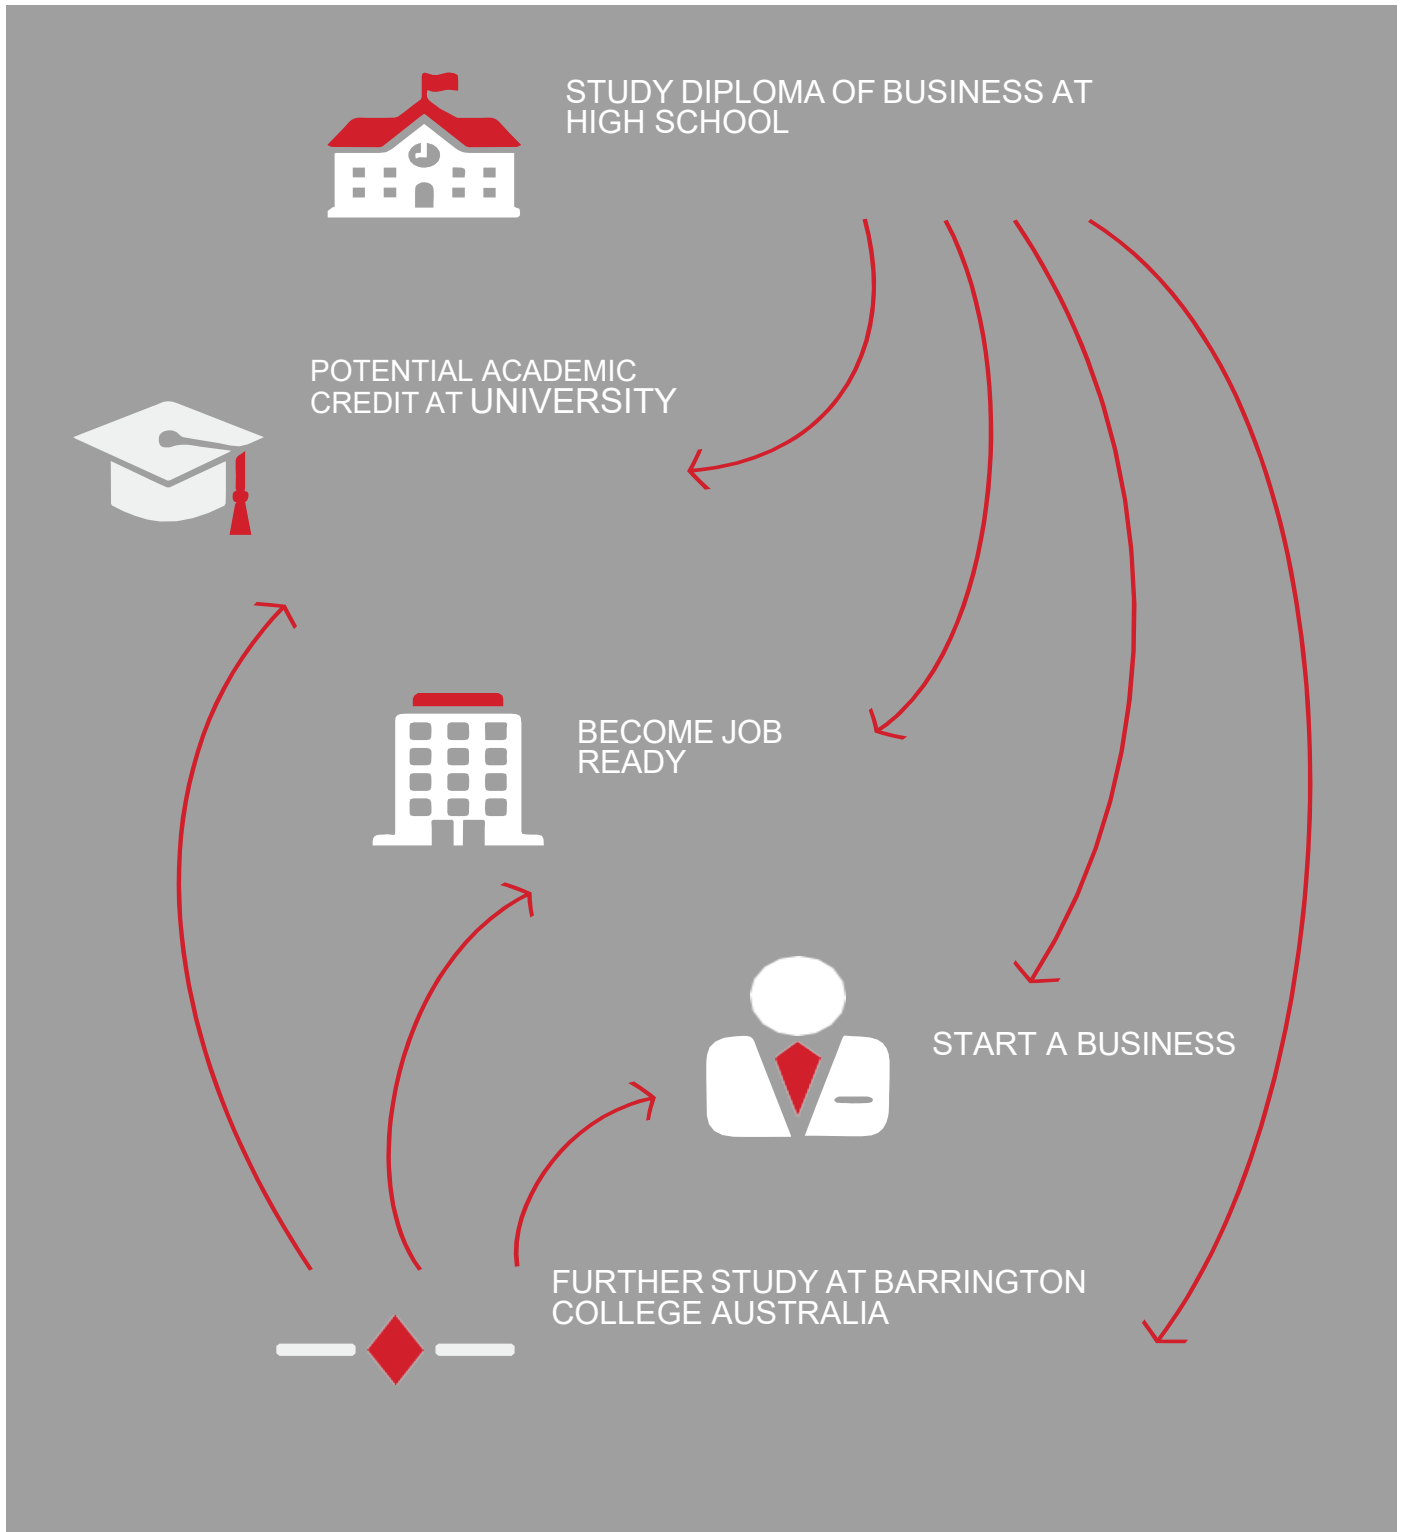 STUDY DIPLOMA OF BUSINESS AT
HIGH SCHOOL
POTENTIAL ACADEMIC
CREDIT AT UNIVERSITY
BECOME JOB
READY
START A BUSINESS
FURTHER STUDY AT BARRINGTON
COLLEGE AUSTRALIA